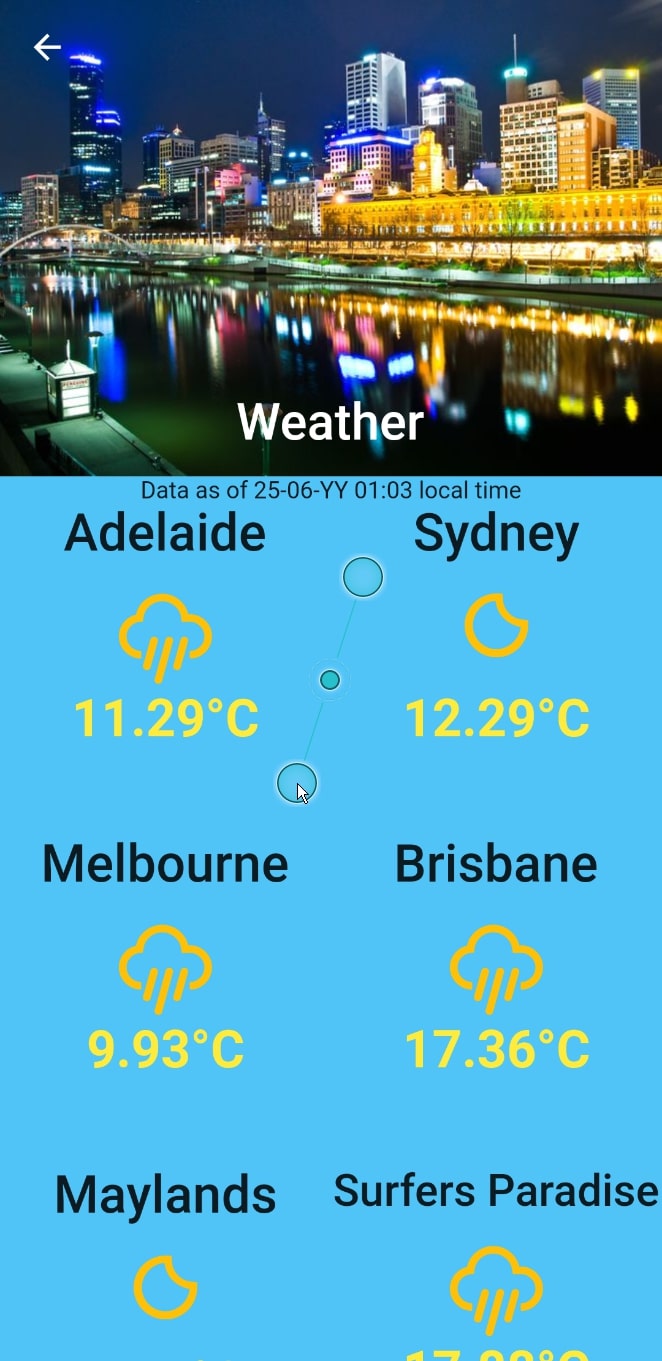 Weather
Data as of 25-06-YY 01:03 local time
Adelaide
Sydney
11.29°C
12.29°C
Melbourne
Brisbane
9.93°C
17.36°C
Maylands
Surfers Paradise